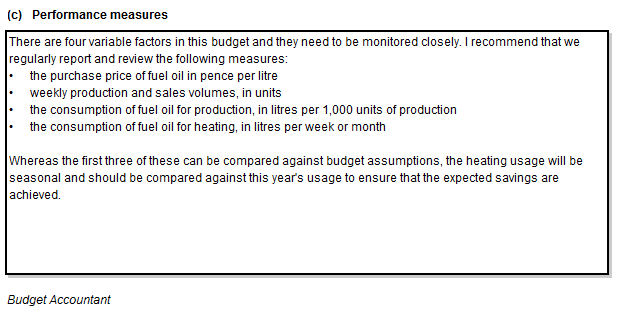 (c) Performance measures
There are four variable factors in this budget and they need to be monitored closely. I recommend that we
regularly report and review the following measures:
• the purchase price of fuel oil in pence per litre
• weekly production and sales volumes, in units
• the consumption of fuel oil for production, in litres per 1,000 units of production
• the consumption of fuel oil for heating, in litres per week or month
Whereas the first three of these can be compared against budget assumptions, the heating usage will be
seasonal and should be compared against this year's usage to ensure that the expected savings are
achieved.
Budget Accountant